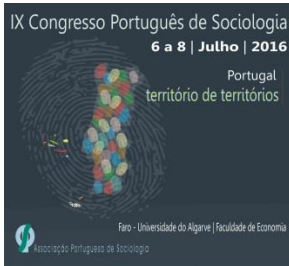 IX Congresso Português de Sociologia
6 a 8 | Julho | 2016
Portugal
território de territórios
Faro - Universidade do Algarve | Faculdade de Economia
Associação Portuguesa de Sociologia